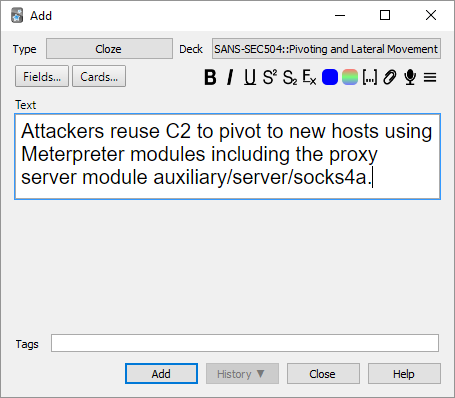 Add
Type Cloze Deck SANS-SEC504::Pivoting and Lateral Movement
Fields... Cards... B I U S² S₂ Ex [...]
Text
Attackers reuse C2 to pivot to new hosts using
Meterpreter modules including the proxy
server module auxiliary/server/socks4a.
Tags
Add History ▼ Close Help